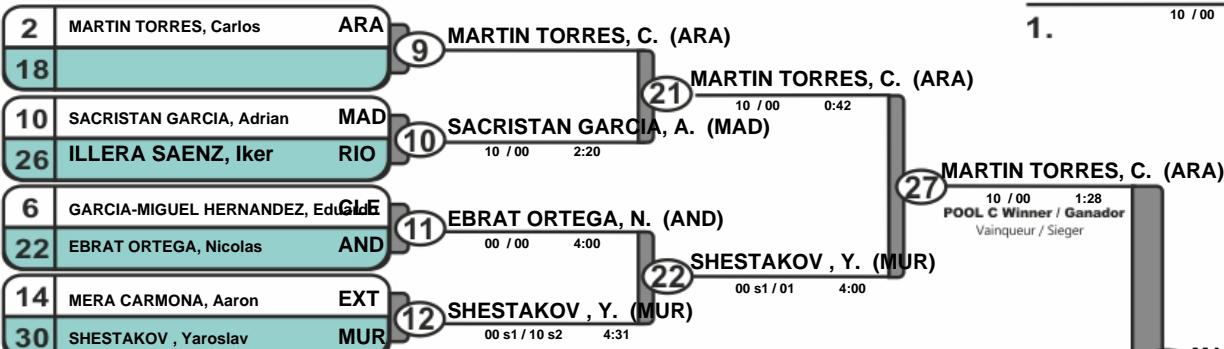 10 / 00
1.
2 MARTIN TORRES, Carlos ARA
18
9 MARTIN TORRES, C. (ARA)
21 MARTIN TORRES, C. (ARA)
10 / 00 0:42
10 SACRISTAN GARCIA, Adrian MAD
26 ILLERA SAENZ, Iker RIO
10 SACRISTAN GARCIA, A. (MAD)
10 / 00 2:20
27 MARTIN TORRES, C. (ARA)
10 / 00 1:28
POOL C Winner / Ganador
Vainqueur / Sieger
6 GARCIA-MIGUEL HERNANDEZ, Eduardo CLE
22 EBRAT ORTEGA, Nicolas AND
11 EBRAT ORTEGA, N. (AND)
00 / 00 4:00
22 SHESTAKOV , Y. (MUR)
00 s1 / 01 4:00
14 MERA CARMONA, Aaron EXT
30 SHESTAKOV , Yaroslav MUR
12 SHESTAKOV , Y. (MUR)
00 s1 / 10 s2 4:31